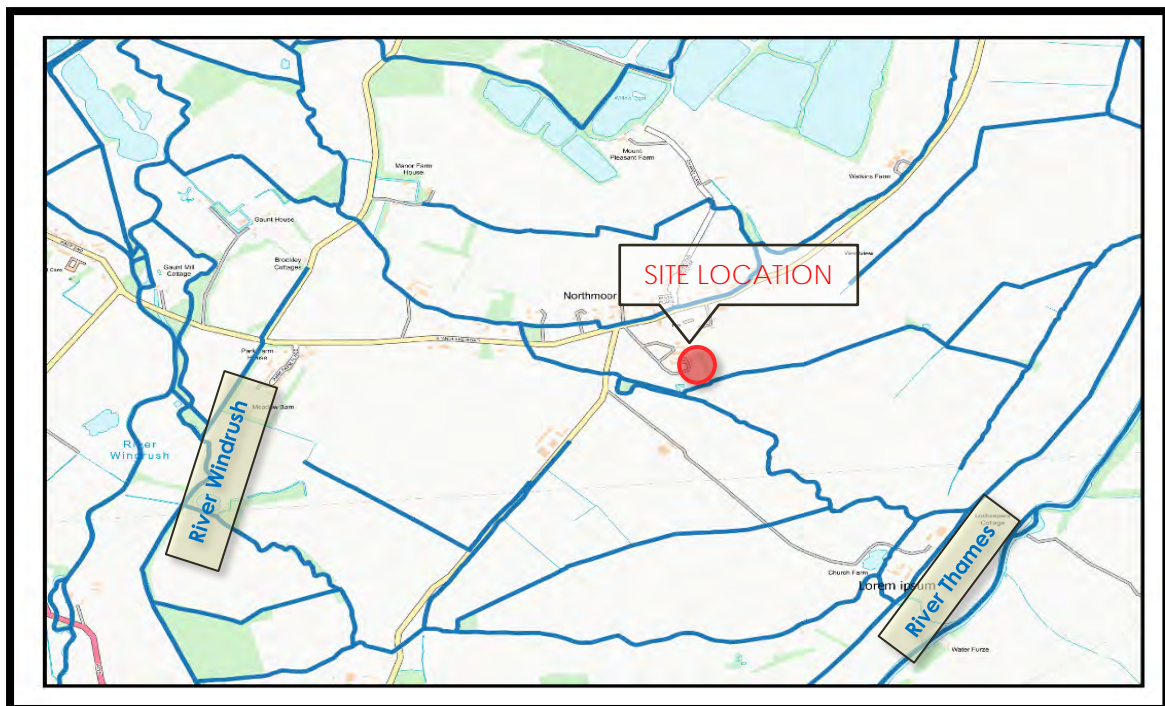 Mount
Pleasant Farm
Manor Farm
House
Watkins Farm
Gaunt House
Gaunt Mill
Cottage
Brockley
Cottages
SITE LOCATION
Northmoor
Park Farm
House
Meadow Barn
River
Windrush
River Windrush
Church Farm
Lorem ipsum
River Thames
Water Furze